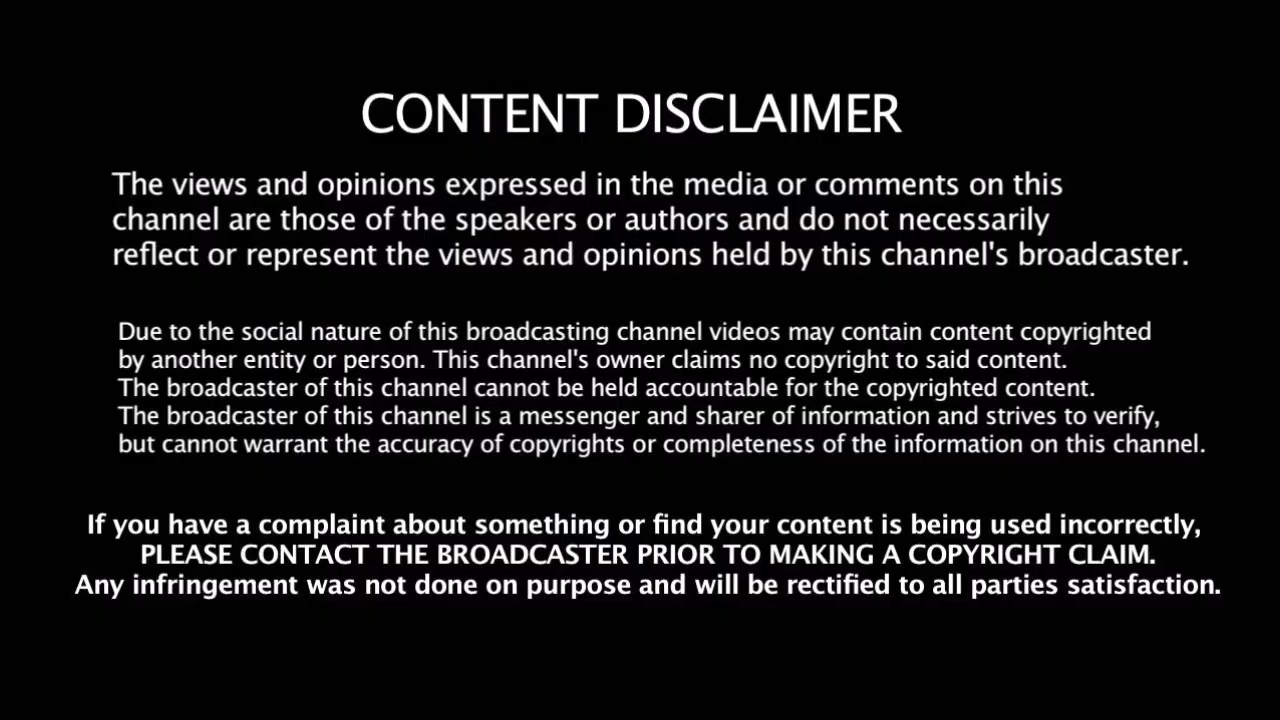 CONTENT DISCLAIMER
The views and opinions expressed in the media or comments on this
channel are those of the speakers or authors and do not necessarily
reflect or represent the views and opinions held by this channel's broadcaster.
Due to the social nature of this broadcasting channel videos may contain content copyrighted
by another entity or person. This channel's owner claims no copyright to said content.
The broadcaster of this channel cannot be held accountable for the copyrighted content.
The broadcaster of this channel is a messenger and sharer of information and strives to verify,
but cannot warrant the accuracy of copyrights or completeness of the information on this channel.
If you have a complaint about something or find your content is being used incorrectly,
PLEASE CONTACT THE BROADCASTER PRIOR TO MAKING A COPYRIGHT CLAIM.
Any infringement was not done on purpose and will be rectified to all parties satisfaction.